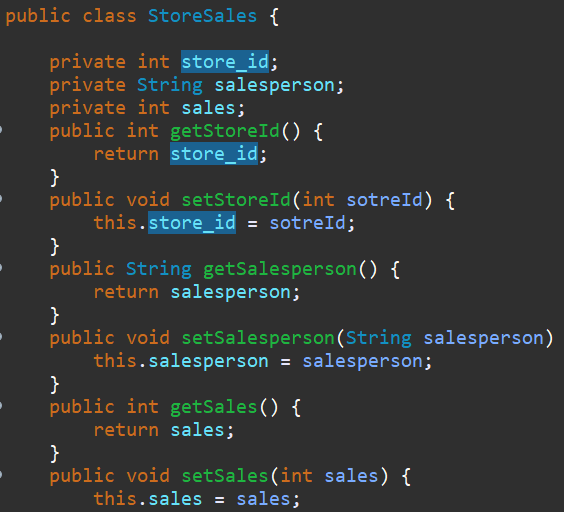 public class StoreSales {
private int store_id;
private String salesperson;
private int sales;
public int getStoreId() {
return store_id;
}
public void setStoreId(int sotreId) {
this.store_id = sotreId;
}
public String getSalesperson() {
return salesperson;
}
public void setSalesperson(String salesperson)
this.salesperson = salesperson;
}
public int getSales() {
return sales;
}
public void setSales(int sales) {
this.sales = sales;